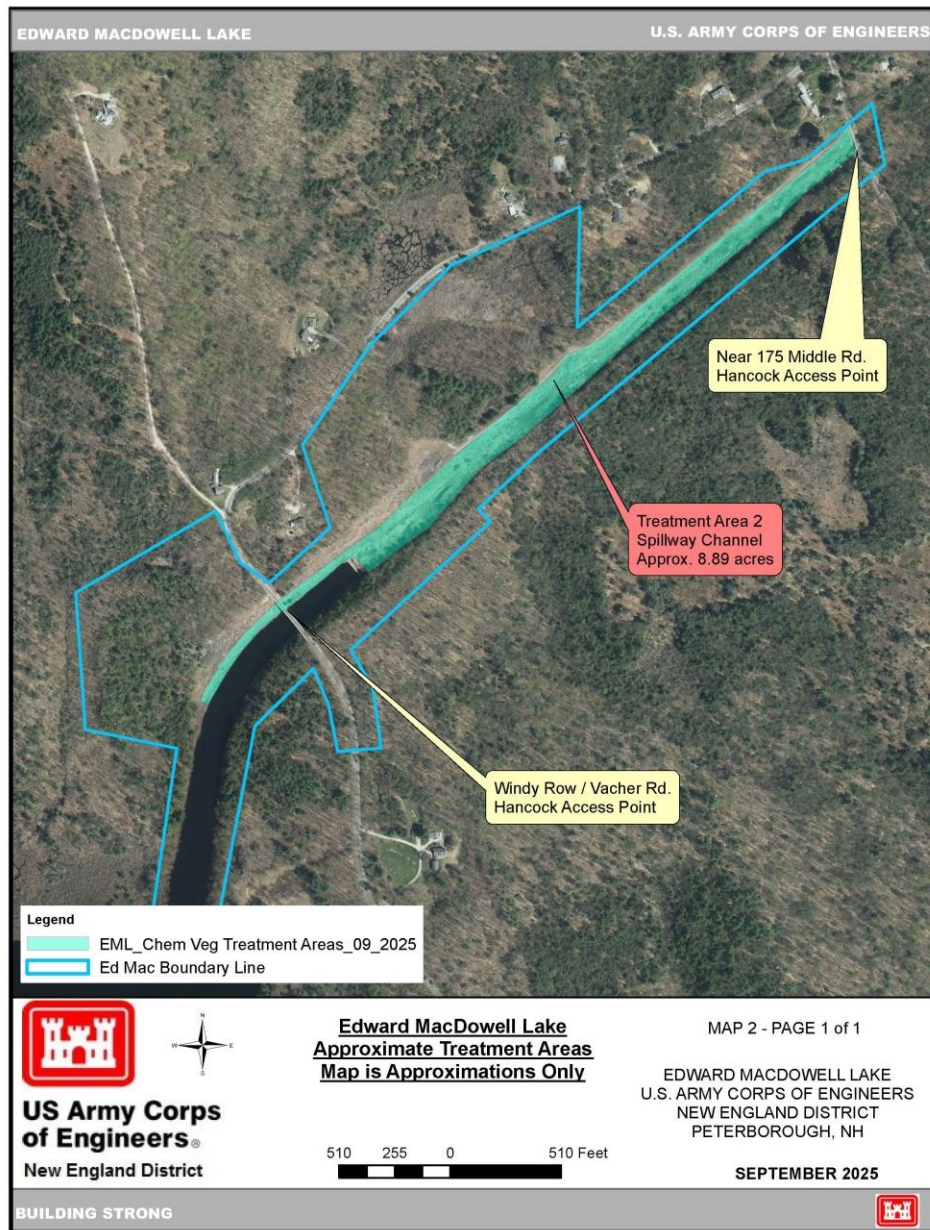 EDWARD MACDOWELL LAKE
U.S. ARMY CORPS OF ENGINEERS
Near 175 Middle Rd.
Hancock Access Point
Treatment Area 2
Spillway Channel
Approx. 8.89 acres
Windy Row / Vacher Rd.
Hancock Access Point
Legend
EML_Chem Veg Treatment Areas_09_2025
Ed Mac Boundary Line
US Army Corps
of Engineers®
New England District
N
W
E
S
Edward MacDowell Lake
Approximate Treatment Areas
Map is Approximations Only
510 255 0 510 Feet
MAP 2 - PAGE 1 of 1
EDWARD MACDOWELL LAKE
U.S. ARMY CORPS OF ENGINEERS
NEW ENGLAND DISTRICT
PETERBOROUGH, NH
SEPTEMBER 2025
BUILDING STRONG